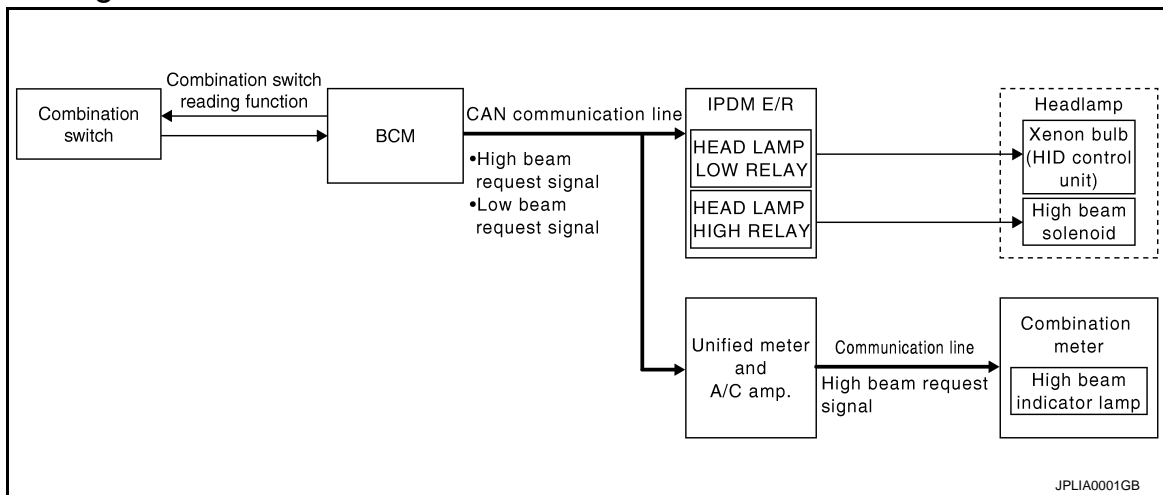 Combination switch
reading function
Combination
switch
BCM
CAN communication line
•High beam
request signal
•Low beam
request signal
IPDM E/R
HEAD LAMP
LOW RELAY
HEAD LAMP
HIGH RELAY
Headlamp
Xenon bulb
(HID control
unit)
High beam
solenoid
Unified meter
and
A/C amp.
Communication line
High beam request
signal
Combination
meter
High beam
indicator lamp
JPLIA0001GB